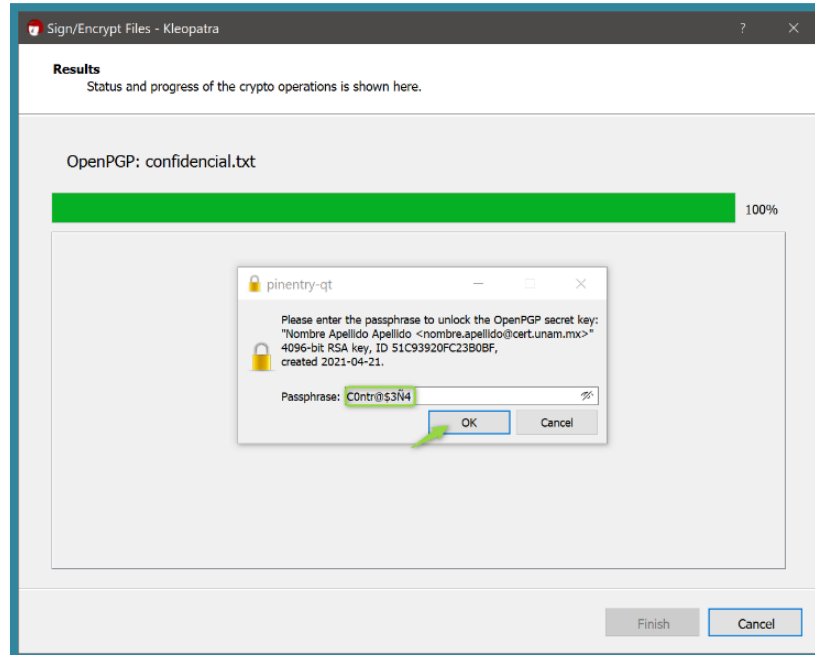 Sign/Encrypt Files - Kleopatra
Results
Status and progress of the crypto operations is shown here.
OpenPGP: confidencial.txt
100%
pinentry-qt
Please enter the passphrase to unlock the OpenPGP secret key:
"Nombre Apellido Apellido <nombre.apellido@cert.unam.mx>"
4096-bit RSA key, ID 51C93920FC23B0BF,
created 2021-04-21.
Passphrase: C0ntr@$3Ñ4
OK Cancel
Finish Cancel